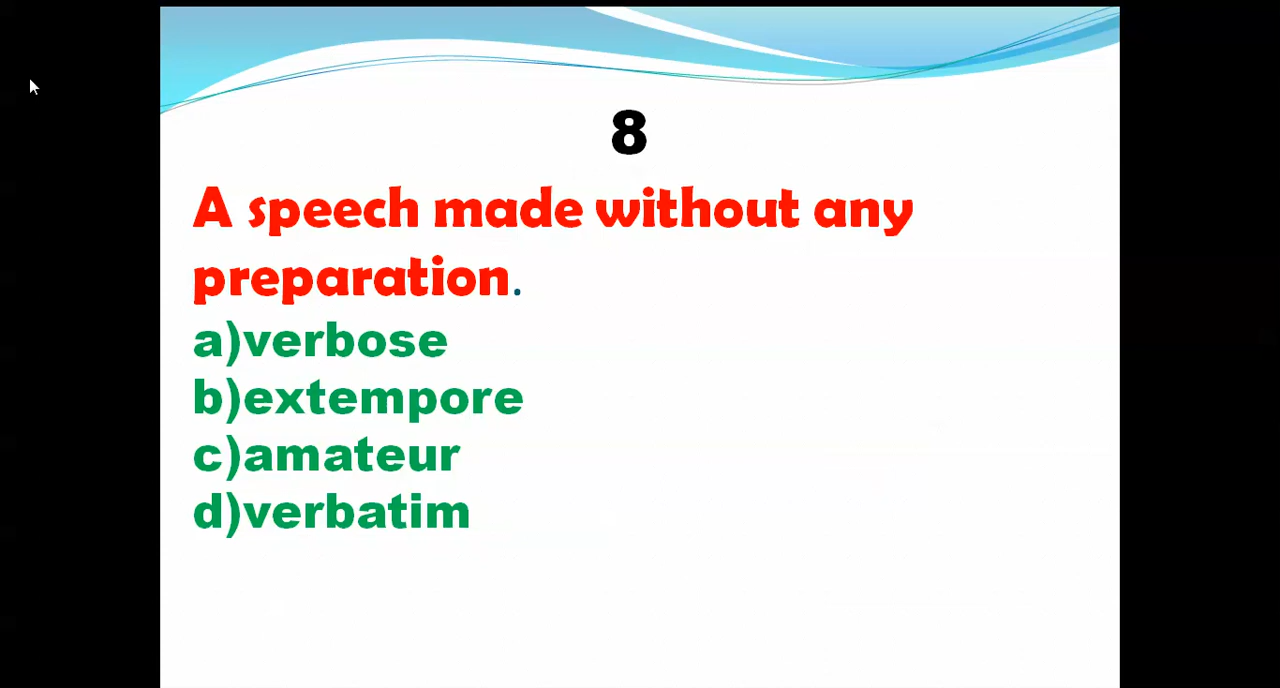 8
A speech made without any
preparation.
a)verbose
b)extempore
c)amateur
d)verbatim